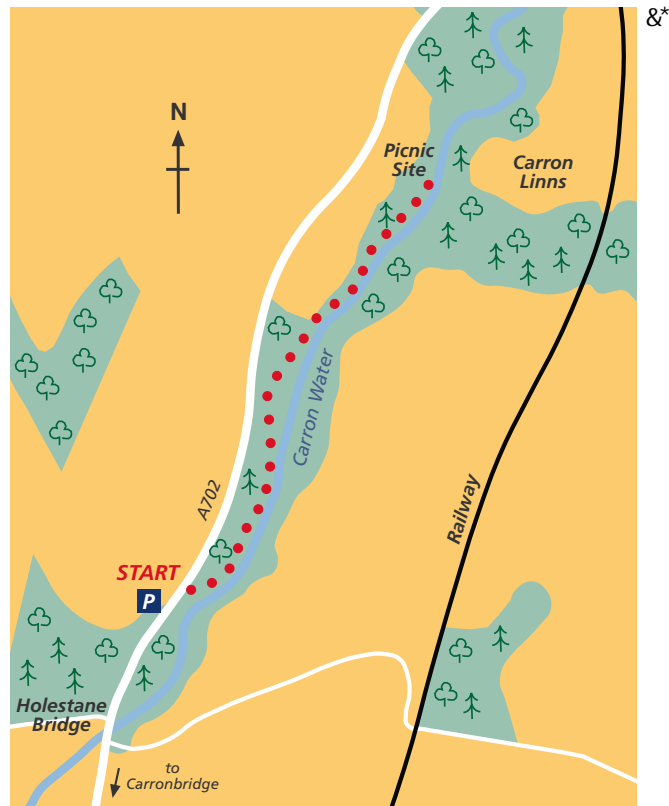 &*
N
Picnic
Site
Carron
Linns
Carron Water
A702
Railway
START
P
Holestane
Bridge
to
Carronbridge